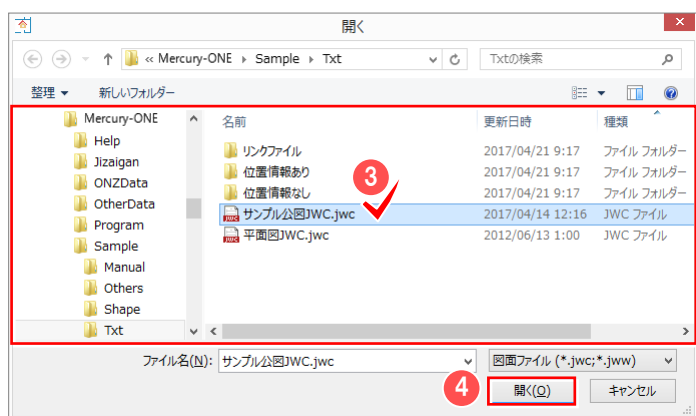 開く
« Mercury-ONE Sample Txt Txtの検索
整理 新しいフォルダー
Mercury-ONE
Help
Jizaigan
ONZData
OtherData
Program
Sample
Manual
Others
Shape
Txt
名前 更新日時 種類
リンクファイル 2017/04/21 9:17 ファイル フォルダー
位置情報あり 2017/04/21 9:17 ファイル フォルダー
位置情報なし 2017/04/21 9:17 ファイル フォルダー
サンプル公図JWC.jwc 2017/04/14 12:16 JWC ファイル
平面図JWC.jwc 2012/06/13 1:00 JWC ファイル
3
ファイル名(N): サンプル公図JWC.jwc 図面ファイル (*.jwc;*.jww)
4 開く(O) キャンセル